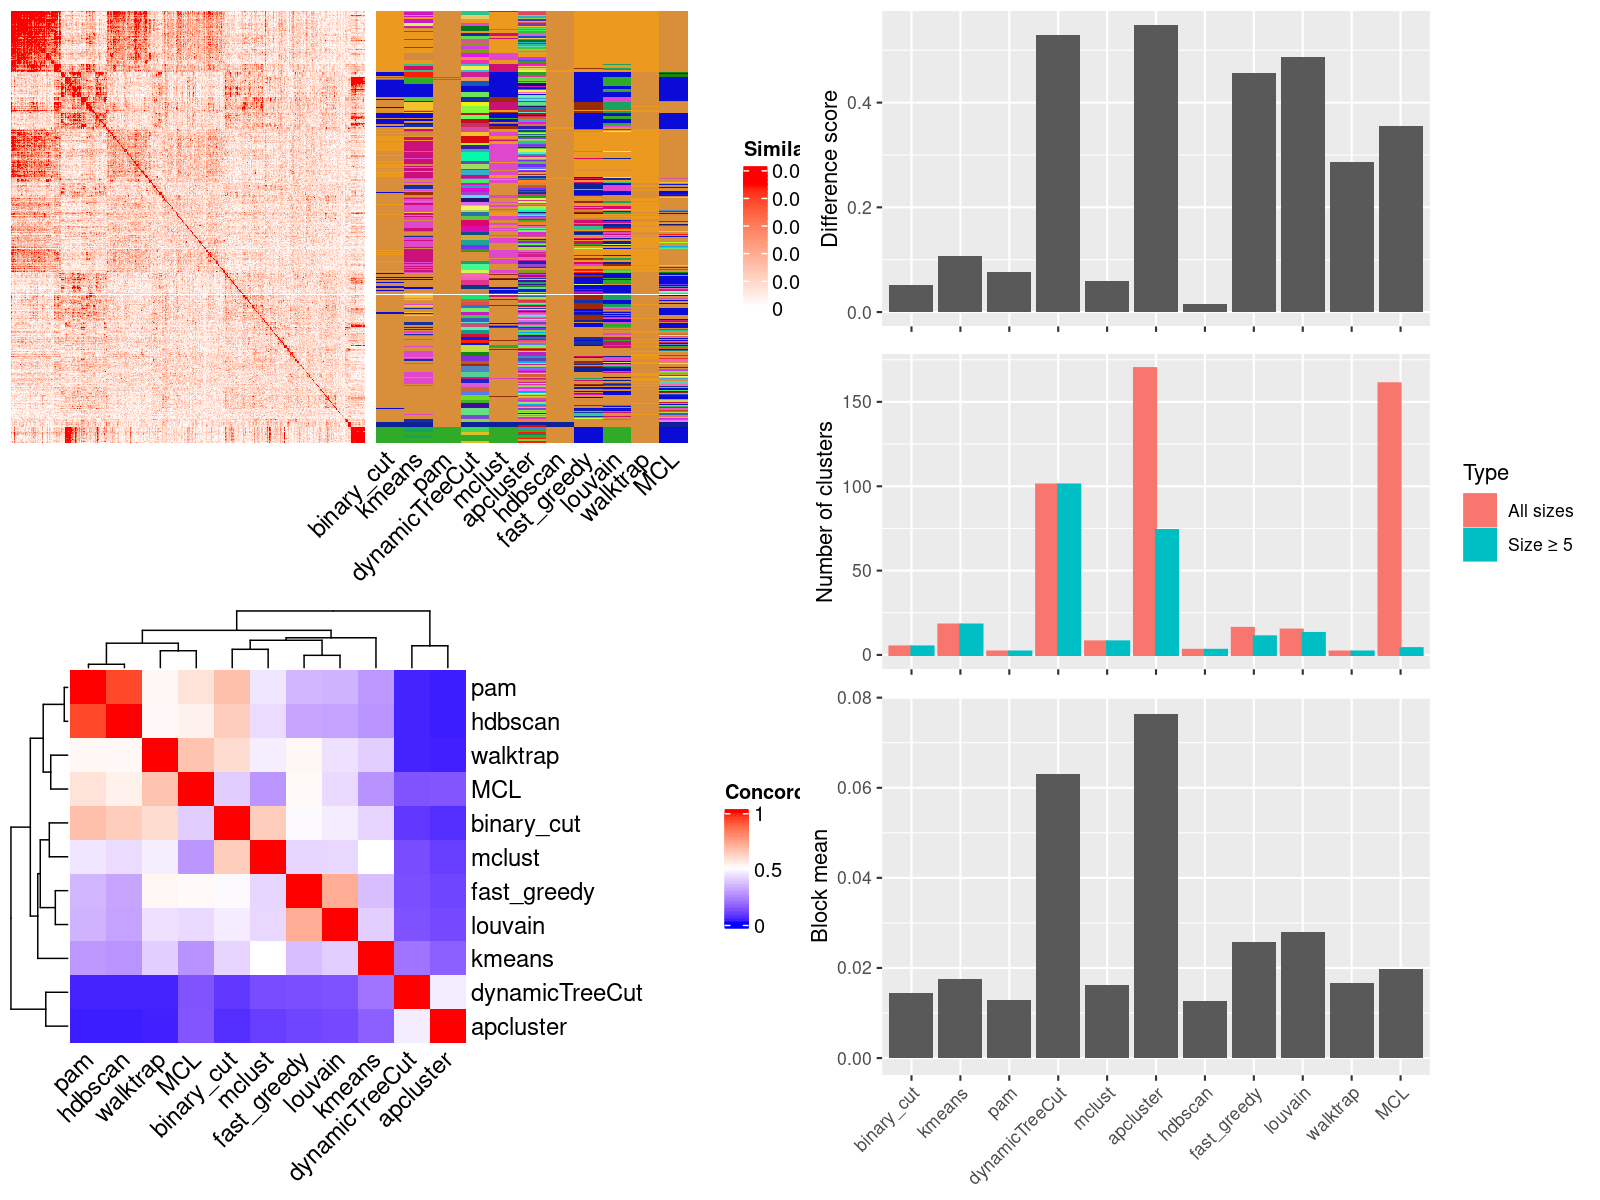 Simila
0.0
0.0
0.0
0.0
0.0
0
binary_cut
kmeans
pam
dynamicTreeCut
mclust
apcluster
hdbscan
fast_greedy
louvain
walktrap
MCL
pam
hdbscan
walktrap
MCL
binary_cut
mclust
fast_greedy
louvain
kmeans
dynamicTreeCut
apcluster
pam
hdbscan
walktrap
MCL
binary_cut
mclust
fast_greedy
louvain
kmeans
dynamicTreeCut
apcluster
Concord
1
0.5
0
Difference score
0.4
0.2
0.0
Number of clusters
150
100
50
0
Type
All sizes
Size ≥ 5
Block mean
0.08
0.06
0.04
0.02
0.00
binary_cut
kmeans
pam
dynamicTreeCut
mclust
apcluster
hdbscan
fast_greedy
louvain
walktrap
MCL